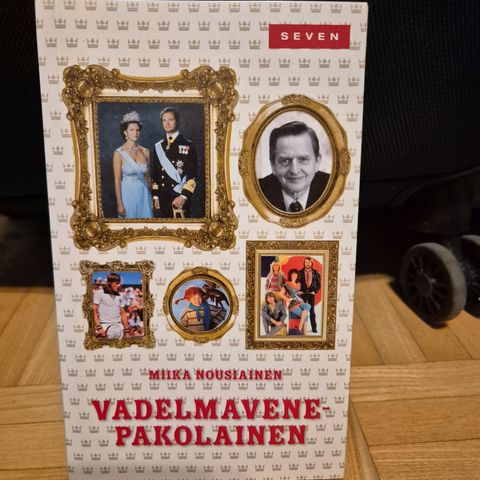 SEVEN
MIIKA NOUSIAINEN
VADELMAVENE-
PAKOLAINEN